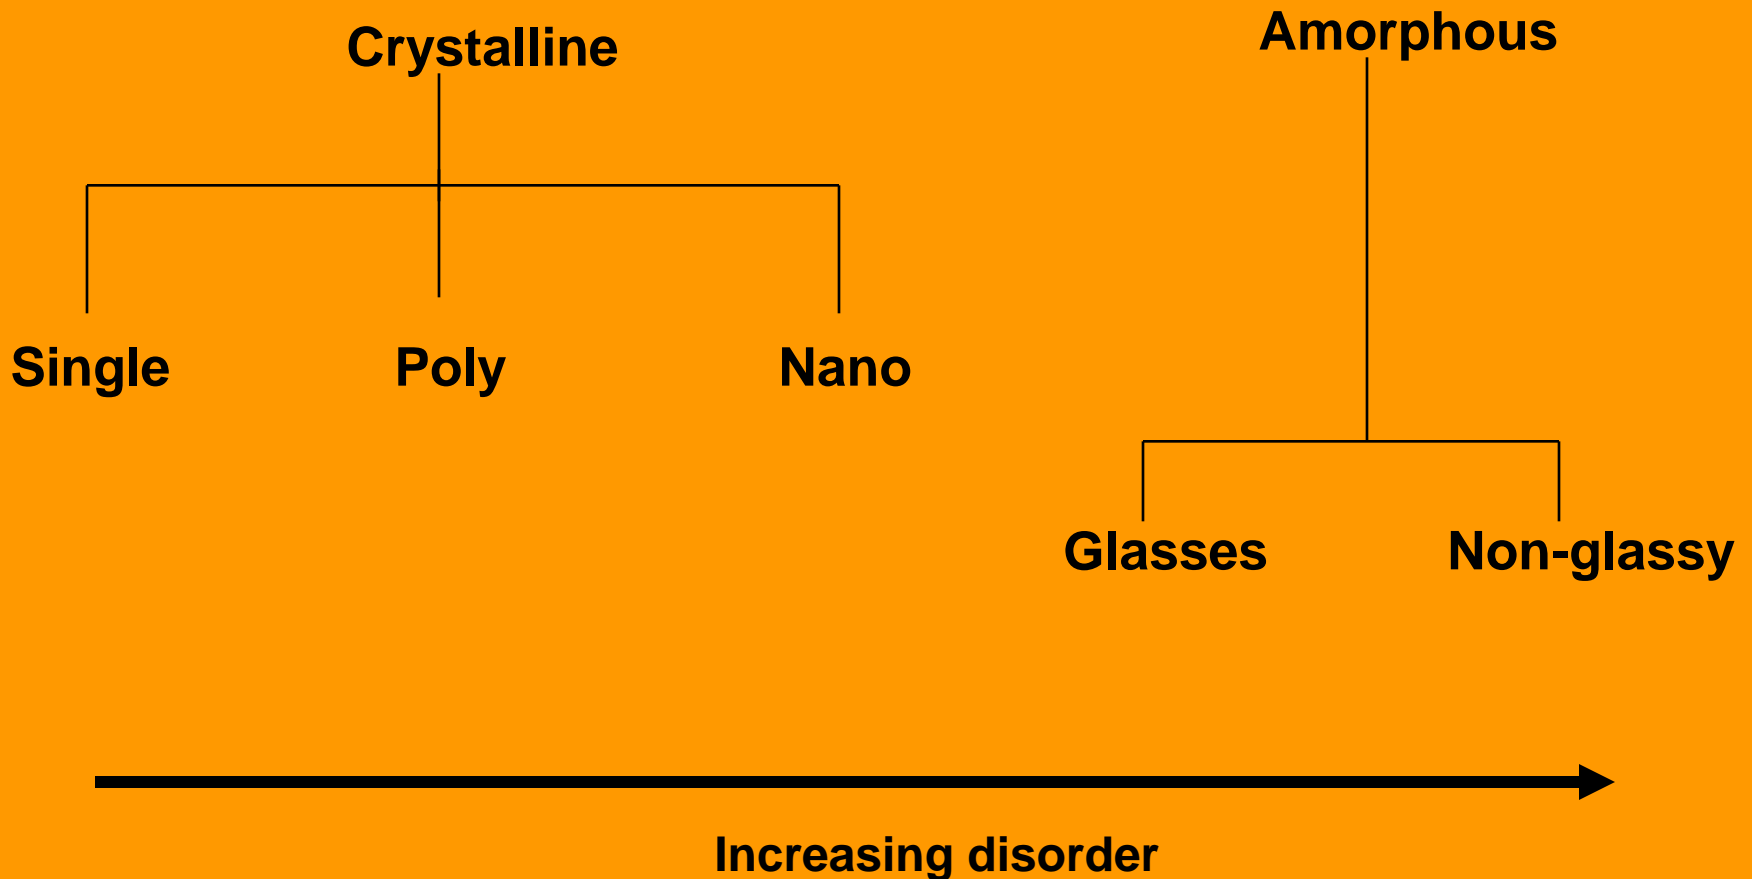 Crystalline
Amorphous
Single
Poly
Nano
Glasses
Non-glassy
Increasing disorder